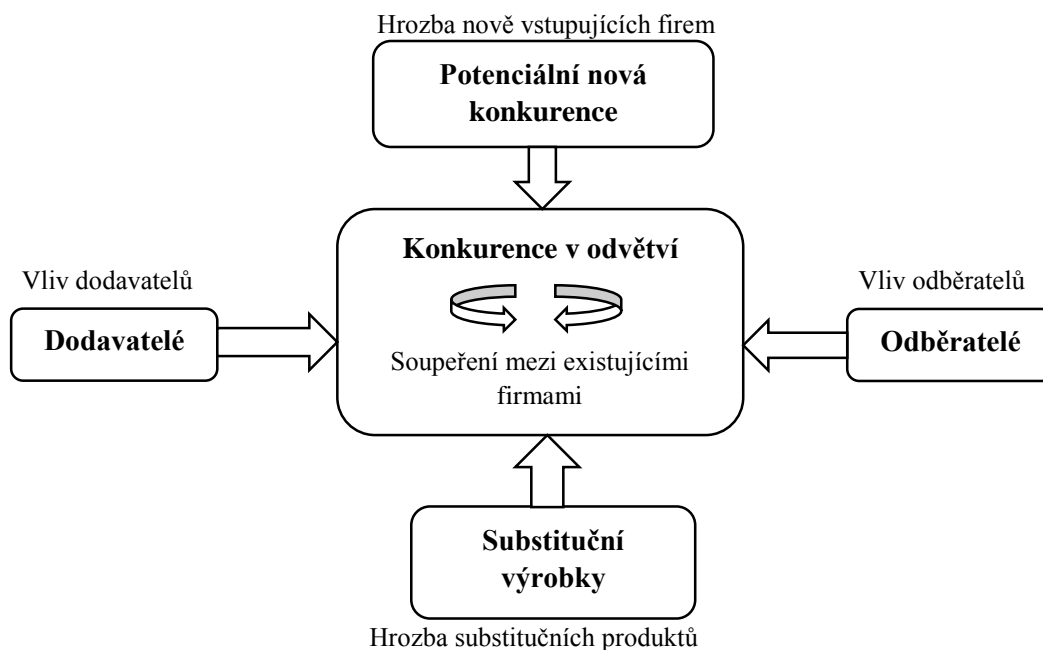 Hrozba nově vstupujících firem
Potenciální nová
konkurence
Konkurence v odvětví
Vliv dodavatelů
Dodavatelé
Soupeření mezi existujícími
firmami
Vliv odběratelů
Odběratelé
Substituční
výrobky
Hrozba substitučních produktů